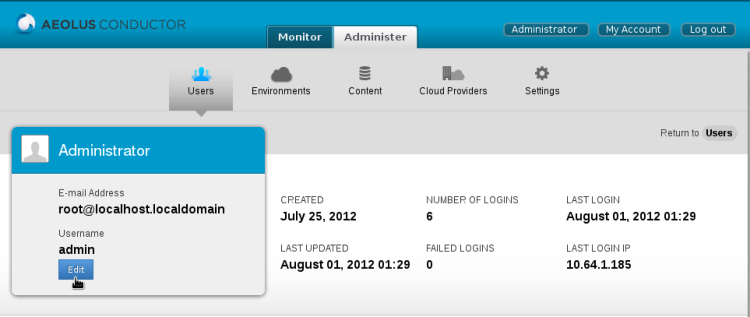 AEOLUS CONDUCTOR
Monitor Administer
Administrator My Account Log out
Users Environments Content Cloud Providers Settings
Return to Users
Administrator
E-mail Address
root@localhost.localdomain
Username
admin
Edit
CREATED NUMBER OF LOGINS LAST LOGIN
July 25, 2012 6 August 01, 2012 01:29
LAST UPDATED FAILED LOGINS LAST LOGIN IP
August 01, 2012 01:29 0 10.64.1.185